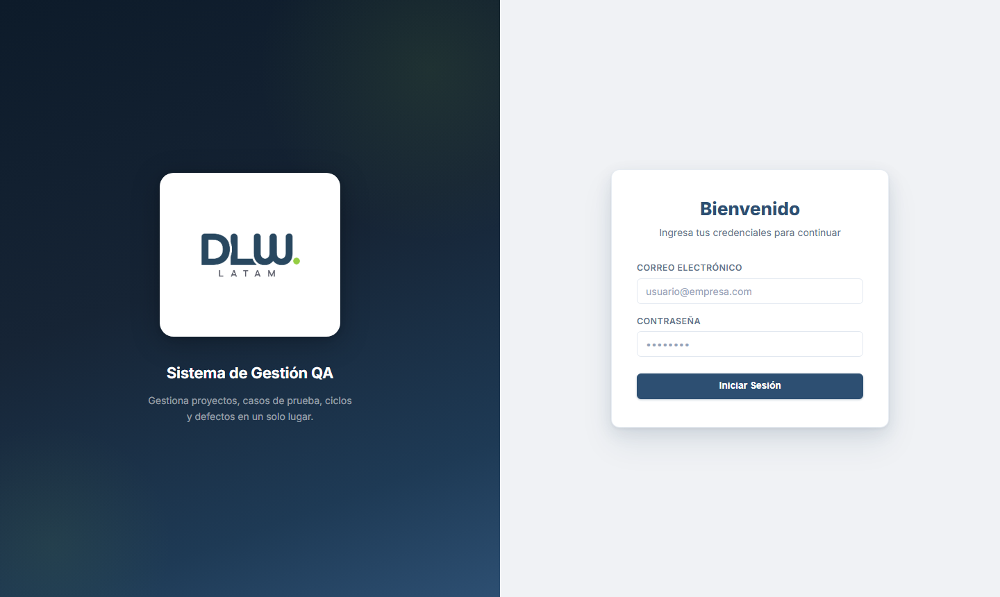 DLW.
LATAM
Sistema de Gestión QA
Gestiona proyectos, casos de prueba, ciclos
y defectos en un solo lugar.
Bienvenido
Ingresa tus credenciales para continuar
CORREO ELECTRÓNICO
usuario@empresa.com
CONTRASEÑA
••••••••
Iniciar Sesión